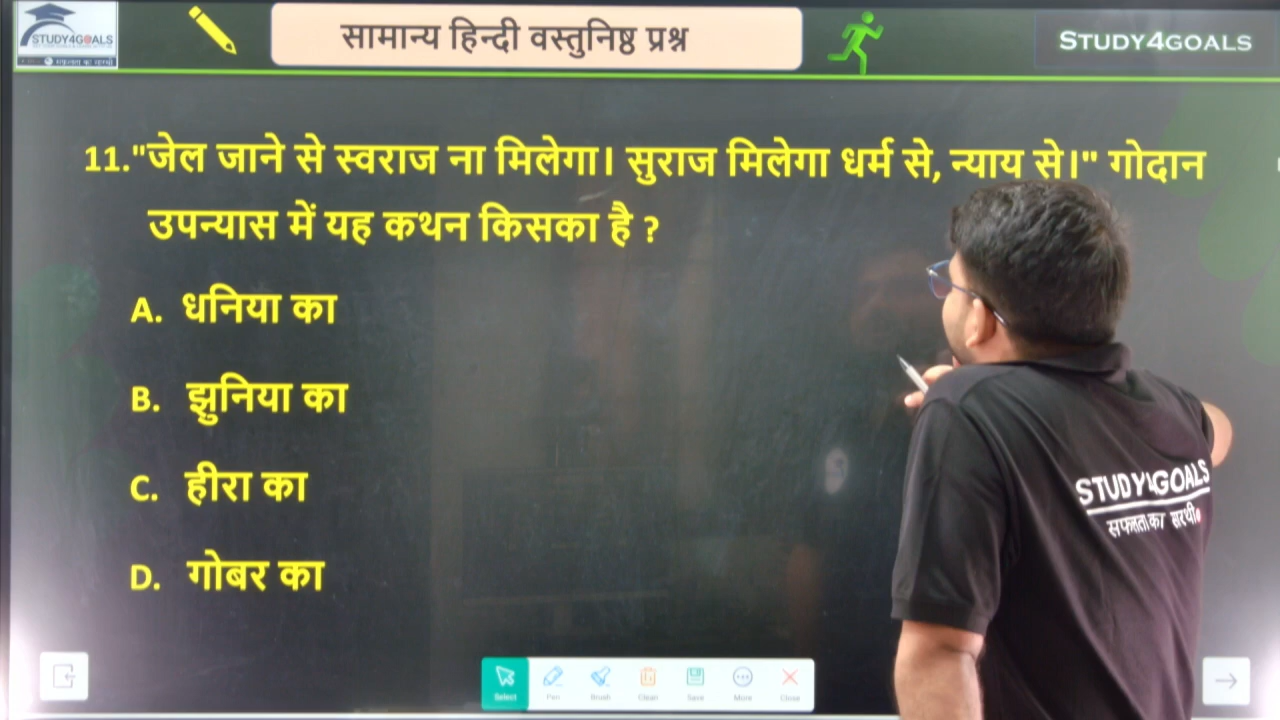 STUDY4GOALS
सामान्य हिन्दी वस्तुनिष्ठ प्रश्न
STUDY4GOALS
11."जेल जाने से स्वराज ना मिलेगा। सुराज मिलेगा धर्म से, न्याय से।" गोदान
उपन्यास में यह कथन किसका है ?
A. धनिया का
B. झुनिया का
C. हीरा का
D. गोबर का
STUDY4GOALS
सफलता का सारथी
Select Pen Brush Clean Save More Close